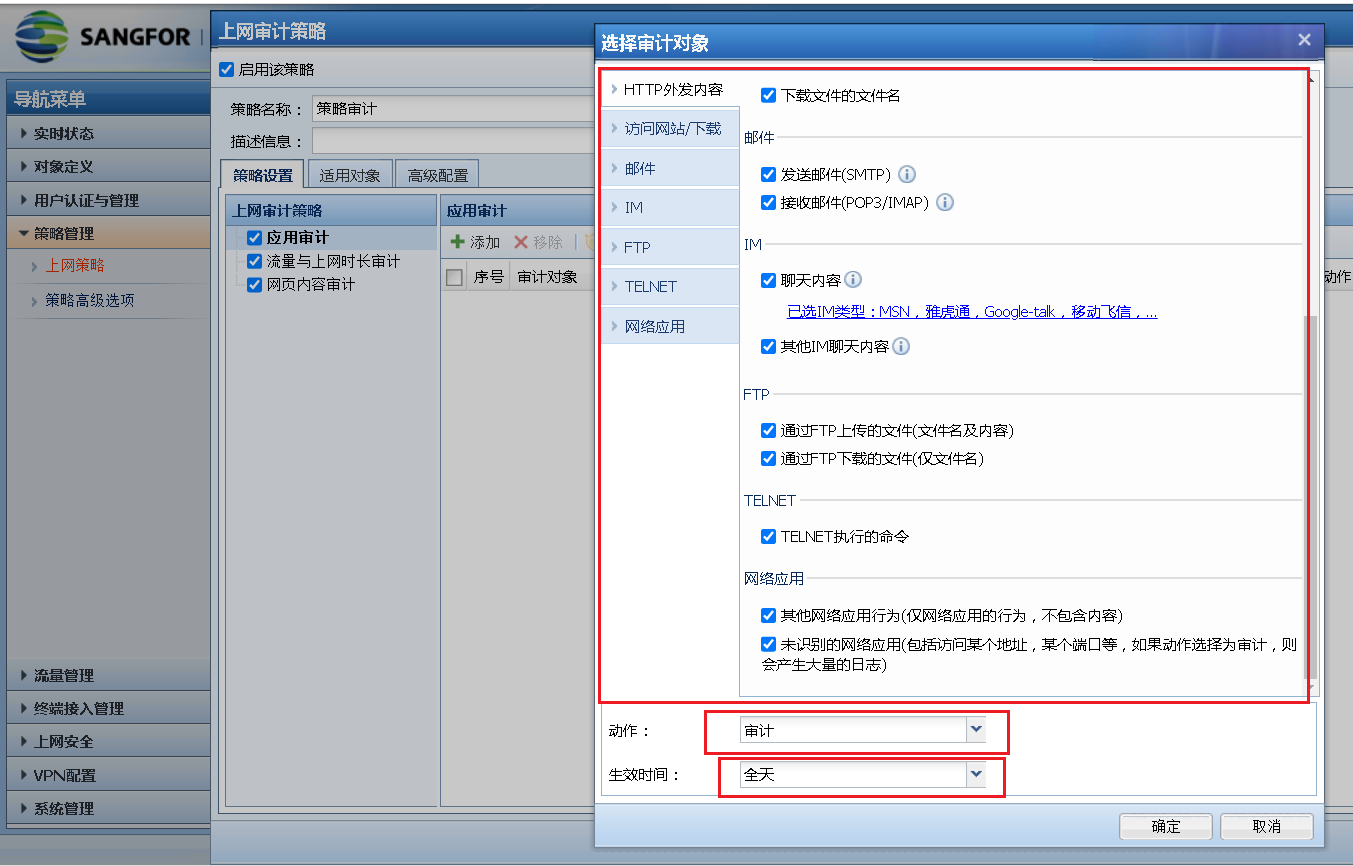 SANGFOR
导航菜单
实时状态
对象定义
用户认证与管理
策略管理
上网策略
策略高级选项
流量管理
终端接入管理
上网安全
VPN配置
系统管理
上网审计策略
启用该策略
策略名称：
策略审计
描述信息：
策略设置
适用对象
高级配置
上网审计策略
应用审计
流量与上网时长审计
网页内容审计
应用审计
添加
移除
序号
审计对象
动作
选择审计对象
HTTP外发内容
访问网站/下载
邮件
IM
FTP
TELNET
网络应用
下载文件的文件名
邮件
发送邮件(SMTP)
接收邮件(POP3/IMAP)
IM
聊天内容
已选IM类型：MSN，雅虎通，Google-talk，移动飞信，...
其他IM聊天内容
FTP
通过FTP上传的文件(文件名及内容)
通过FTP下载的文件(仅文件名)
TELNET
TELNET执行的命令
网络应用
其他网络应用行为(仅网络应用的行为，不包含内容)
未识别的网络应用(包括访问某个地址，某个端口等，如果动作选择为审计，则
会产生大量的日志)
动作：
审计
生效时间：
全天
确定
取消